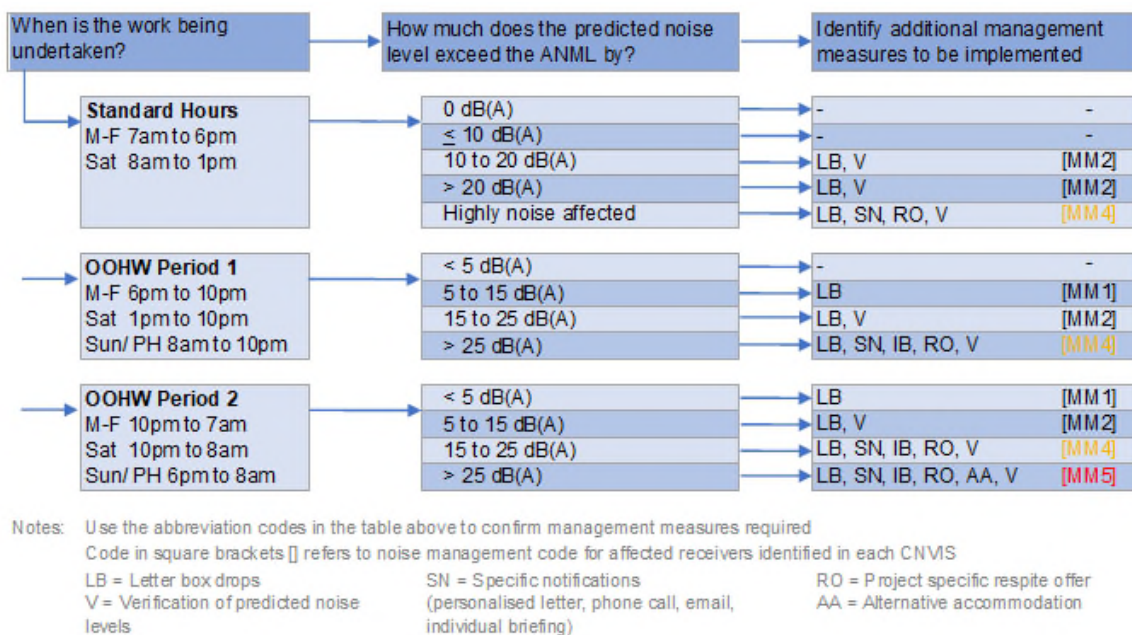 When is the work being
undertaken?
How much does the predicted noise
level exceed the ANML by?
Identify additional management
measures to be implemented
Standard Hours
M-F 7am to 6pm
Sat 8am to 1pm
0 dB(A)
- -
≤ 10 dB(A)
- -
10 to 20 dB(A)
LB, V [MM2]
> 20 dB(A)
LB, V [MM2]
Highly noise affected
LB, SN, RO, V [MM4]
OOHW Period 1
M-F 6pm to 10pm
Sat 1pm to 10pm
Sun/ PH 8am to 10pm
< 5 dB(A)
- -
5 to 15 dB(A)
LB [MM1]
15 to 25 dB(A)
LB, V [MM2]
> 25 dB(A)
LB, SN, IB, RO, V [MM4]
OOHW Period 2
M-F 10pm to 7am
Sat 10pm to 8am
Sun/ PH 6pm to 8am
< 5 dB(A)
LB [MM1]
5 to 15 dB(A)
LB, V [MM2]
15 to 25 dB(A)
LB, SN, IB, RO, V [MM4]
> 25 dB(A)
LB, SN, IB, RO, AA, V [MM5]
Notes: Use the abbreviation codes in the table above to confirm management measures required
Code in square brackets [] refers to noise management code for affected receivers identified in each CNVIS
LB = Letter box drops
V = Verification of predicted noise
levels
SN = Specific notifications
(personalised letter, phone call, email,
individual briefing)
RO = Project specific respite offer
AA = Alternative accommodation